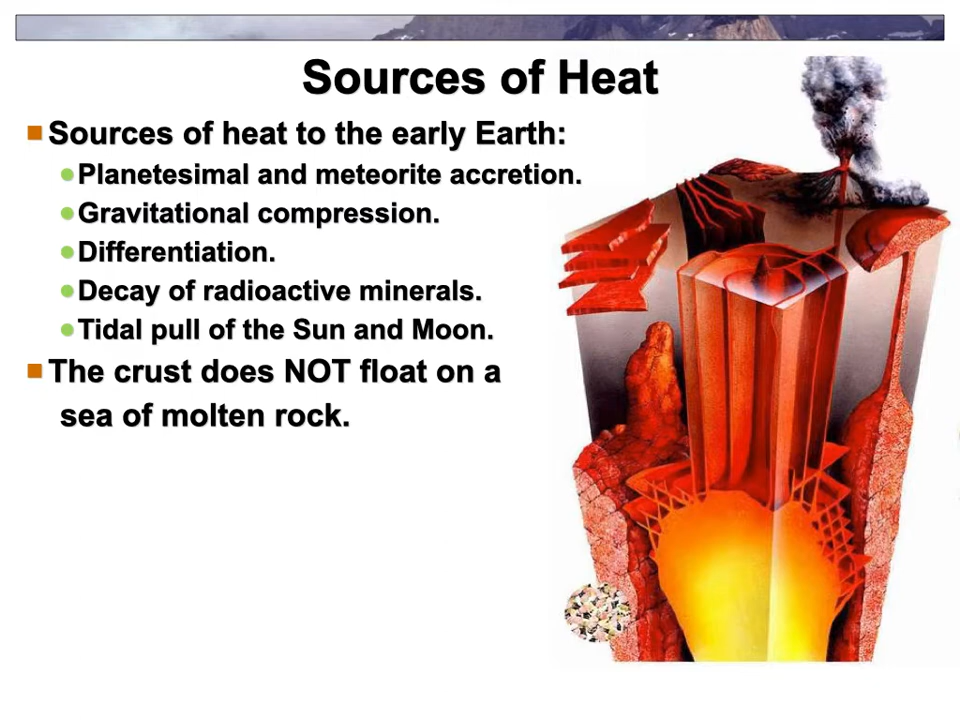 Sources of Heat
Sources of heat to the early Earth:
Planetesimal and meteorite accretion.
Gravitational compression.
Differentiation.
Decay of radioactive minerals.
Tidal pull of the Sun and Moon.
The crust does NOT float on a
sea of molten rock.